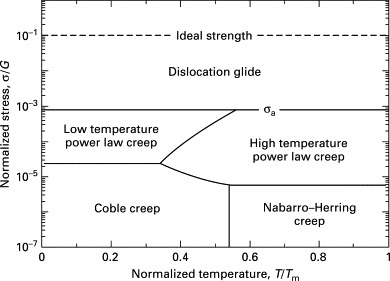 10⁻¹
Ideal strength
Dislocation glide
10⁻³
σₐ
Low temperature
power law creep
High temperature
power law creep
10⁻⁵
Coble creep
Nabarro–Herring
creep
10⁻⁷
0 0.2 0.4 0.6 0.8 1
Normalized stress, σ/G
Normalized temperature, T/Tₘ